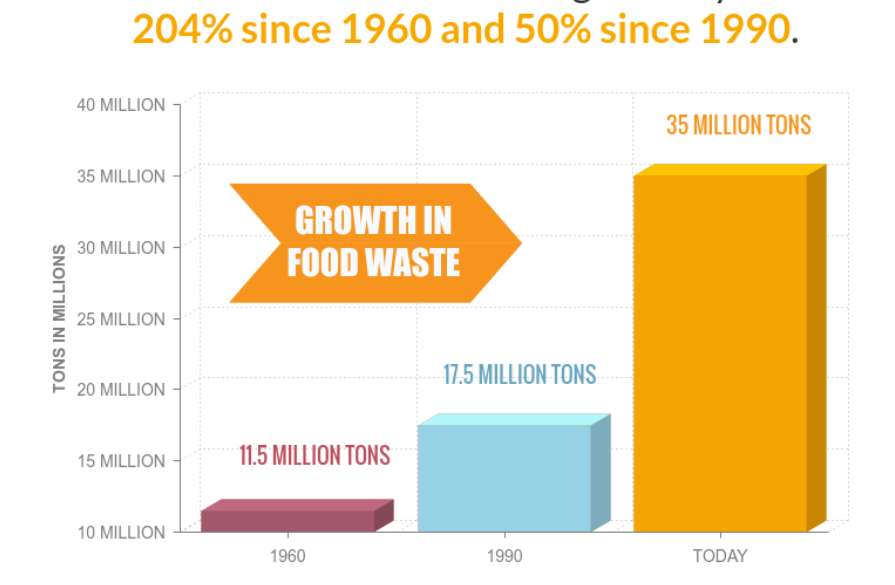 204% since 1960 and 50% since 1990.
40 MILLION
35 MILLION TONS
35 MILLION
GROWTH IN
30 MILLION
FOOD WASTE
TONS IN MILLIONS
25 MILLION
17.5 MILLION TONS
20 MILLION
11.5 MILLION TONS
15 MILLION
10 MILLION
1960 1990 TODAY